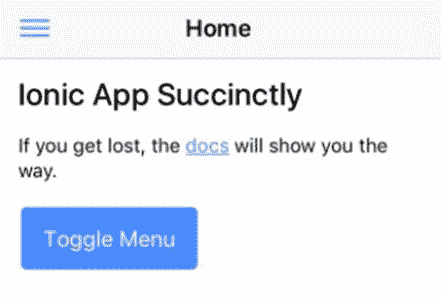 Home
Ionic App Succinctly
If you get lost, the docs will show you the
way.
Toggle Menu